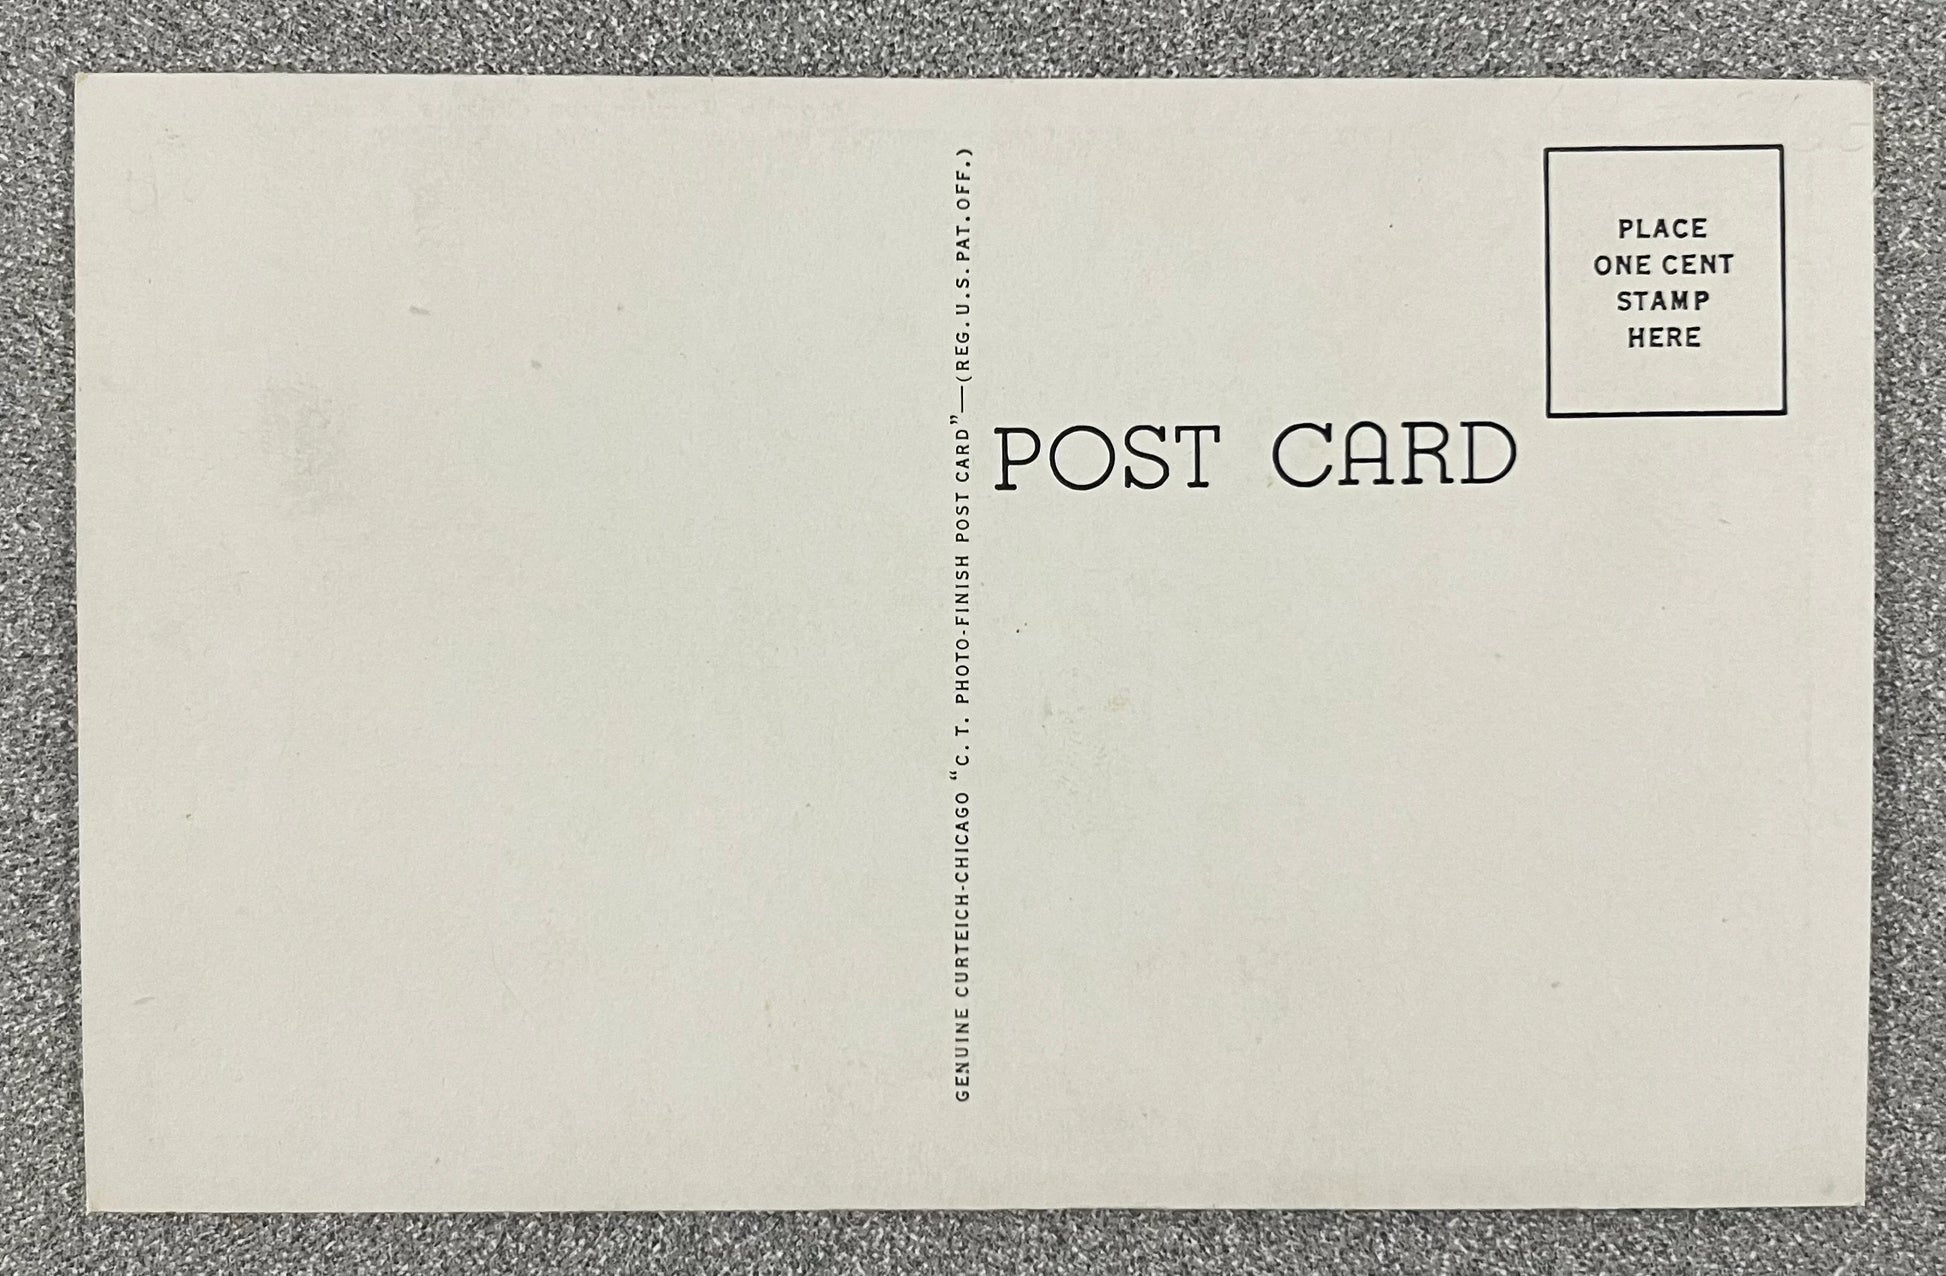 GENUINE CURTEICH-CHICAGO “C. T. PHOTO-FINISH POST CARD”—(REG. U.S. PAT. OFF.)
PLACE
ONE CENT
STAMP
HERE
POST CARD